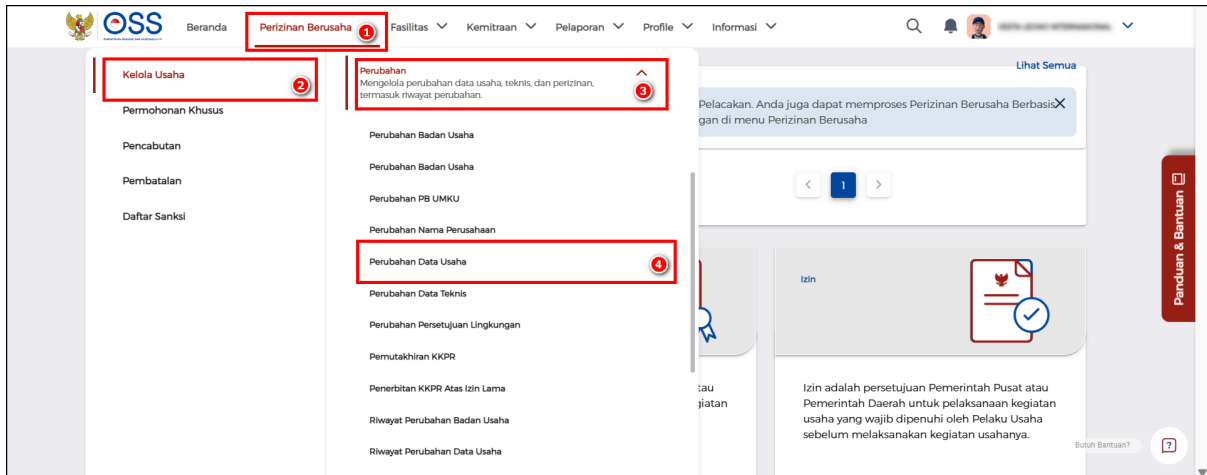 OSS
Beranda
Perizinan Berusaha
1
Fasilitas
Kemitraan
Pelaporan
Profile
Informasi
Kelola Usaha
2
Permohonan Khusus
Pencabutan
Pembatalan
Daftar Sanksi
Perubahan
Mengelola perubahan data usaha, teknis, dan perizinan,
termasuk riwayat perubahan.
3
Perubahan Badan Usaha
Perubahan Badan Usaha
Perubahan PB UMKU
Perubahan Nama Perusahaan
Perubahan Data Usaha
4
Perubahan Data Teknis
Perubahan Persetujuan Lingkungan
Pemutakhiran KKPR
Penerbitan KKPR Atas Izin Lama
Riwayat Perubahan Badan Usaha
Riwayat Perubahan Data Usaha
Lihat Semua
Pelacakan. Anda juga dapat memproses Perizinan Berusaha Berbasis
gan di menu Perizinan Berusaha
1
Izin
tau
giatan
Izin adalah persetujuan Pemerintah Pusat atau
Pemerintah Daerah untuk pelaksanaan kegiatan
usaha yang wajib dipenuhi oleh Pelaku Usaha
sebelum melaksanakan kegiatan usahanya.
Panduan & Bantuan
Butuh Bantuan?